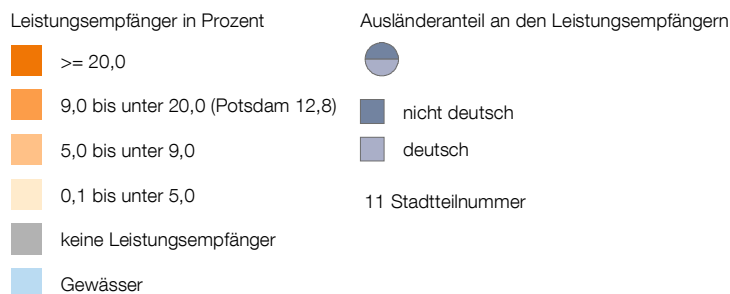 Leistungsempfänger in Prozent
>= 20,0
9,0 bis unter 20,0 (Potsdam 12,8)
5,0 bis unter 9,0
0,1 bis unter 5,0
keine Leistungsempfänger
Gewässer
Ausländeranteil an den Leistungsempfängern
nicht deutsch
deutsch
11 Stadtteilnummer